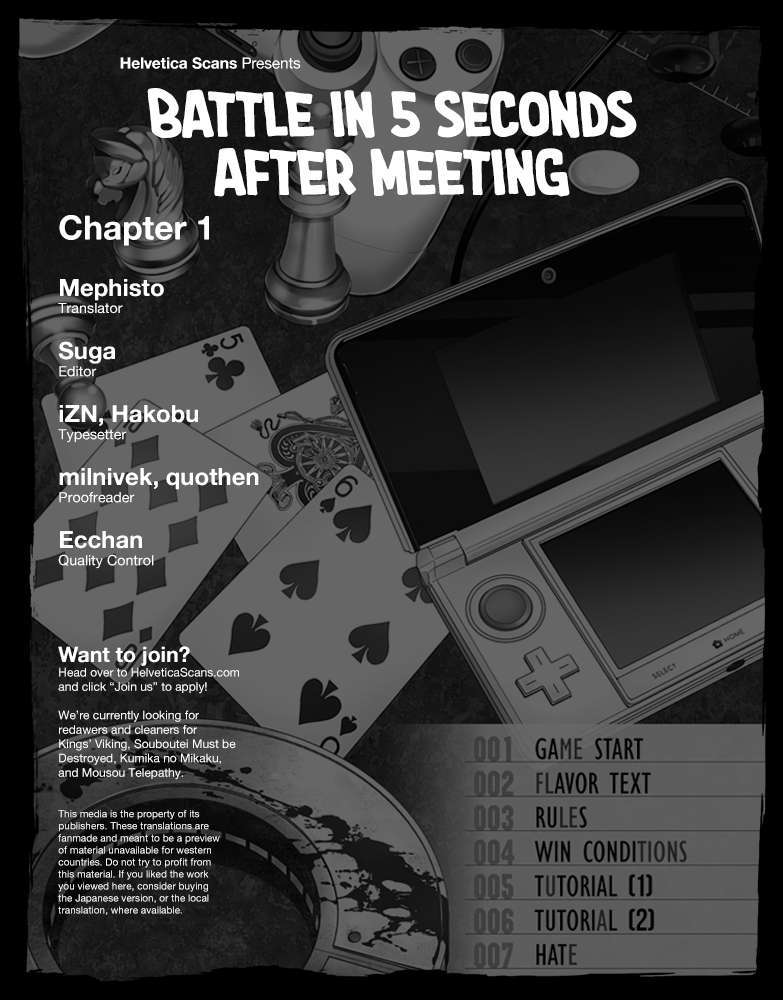 Helvetica Scans Presents
BATTLE IN 5 SECONDS
AFTER MEETING
Chapter 1
Mephisto
Translator
Suga
Editor
iZN, Hakobu
Typesetter
milnivek, quothen
Proofreader
Ecchan
Quality Control
Want to join?
Head over to HelveticaScans.com
and click “Join us” to apply!
We’re currently looking for
redawers and cleaners for
Kings’ Viking, Souboutei Must be
Destroyed, Kumika no Mikaku,
and Mousou Telepathy.
This media is the property of its
publishers. These translations are
fanmade and meant to be a preview
of material unavailable for western
countries. Do not try to profit from
this material. If you liked the work
you viewed here, consider buying
the Japanese version, or the local
translation, where available.
5
6
SELECT
HOME
001 GAME START
002 FLAVOR TEXT
003 RULES
004 WIN CONDITIONS
005 TUTORIAL (1)
006 TUTORIAL (2)
007 HATE